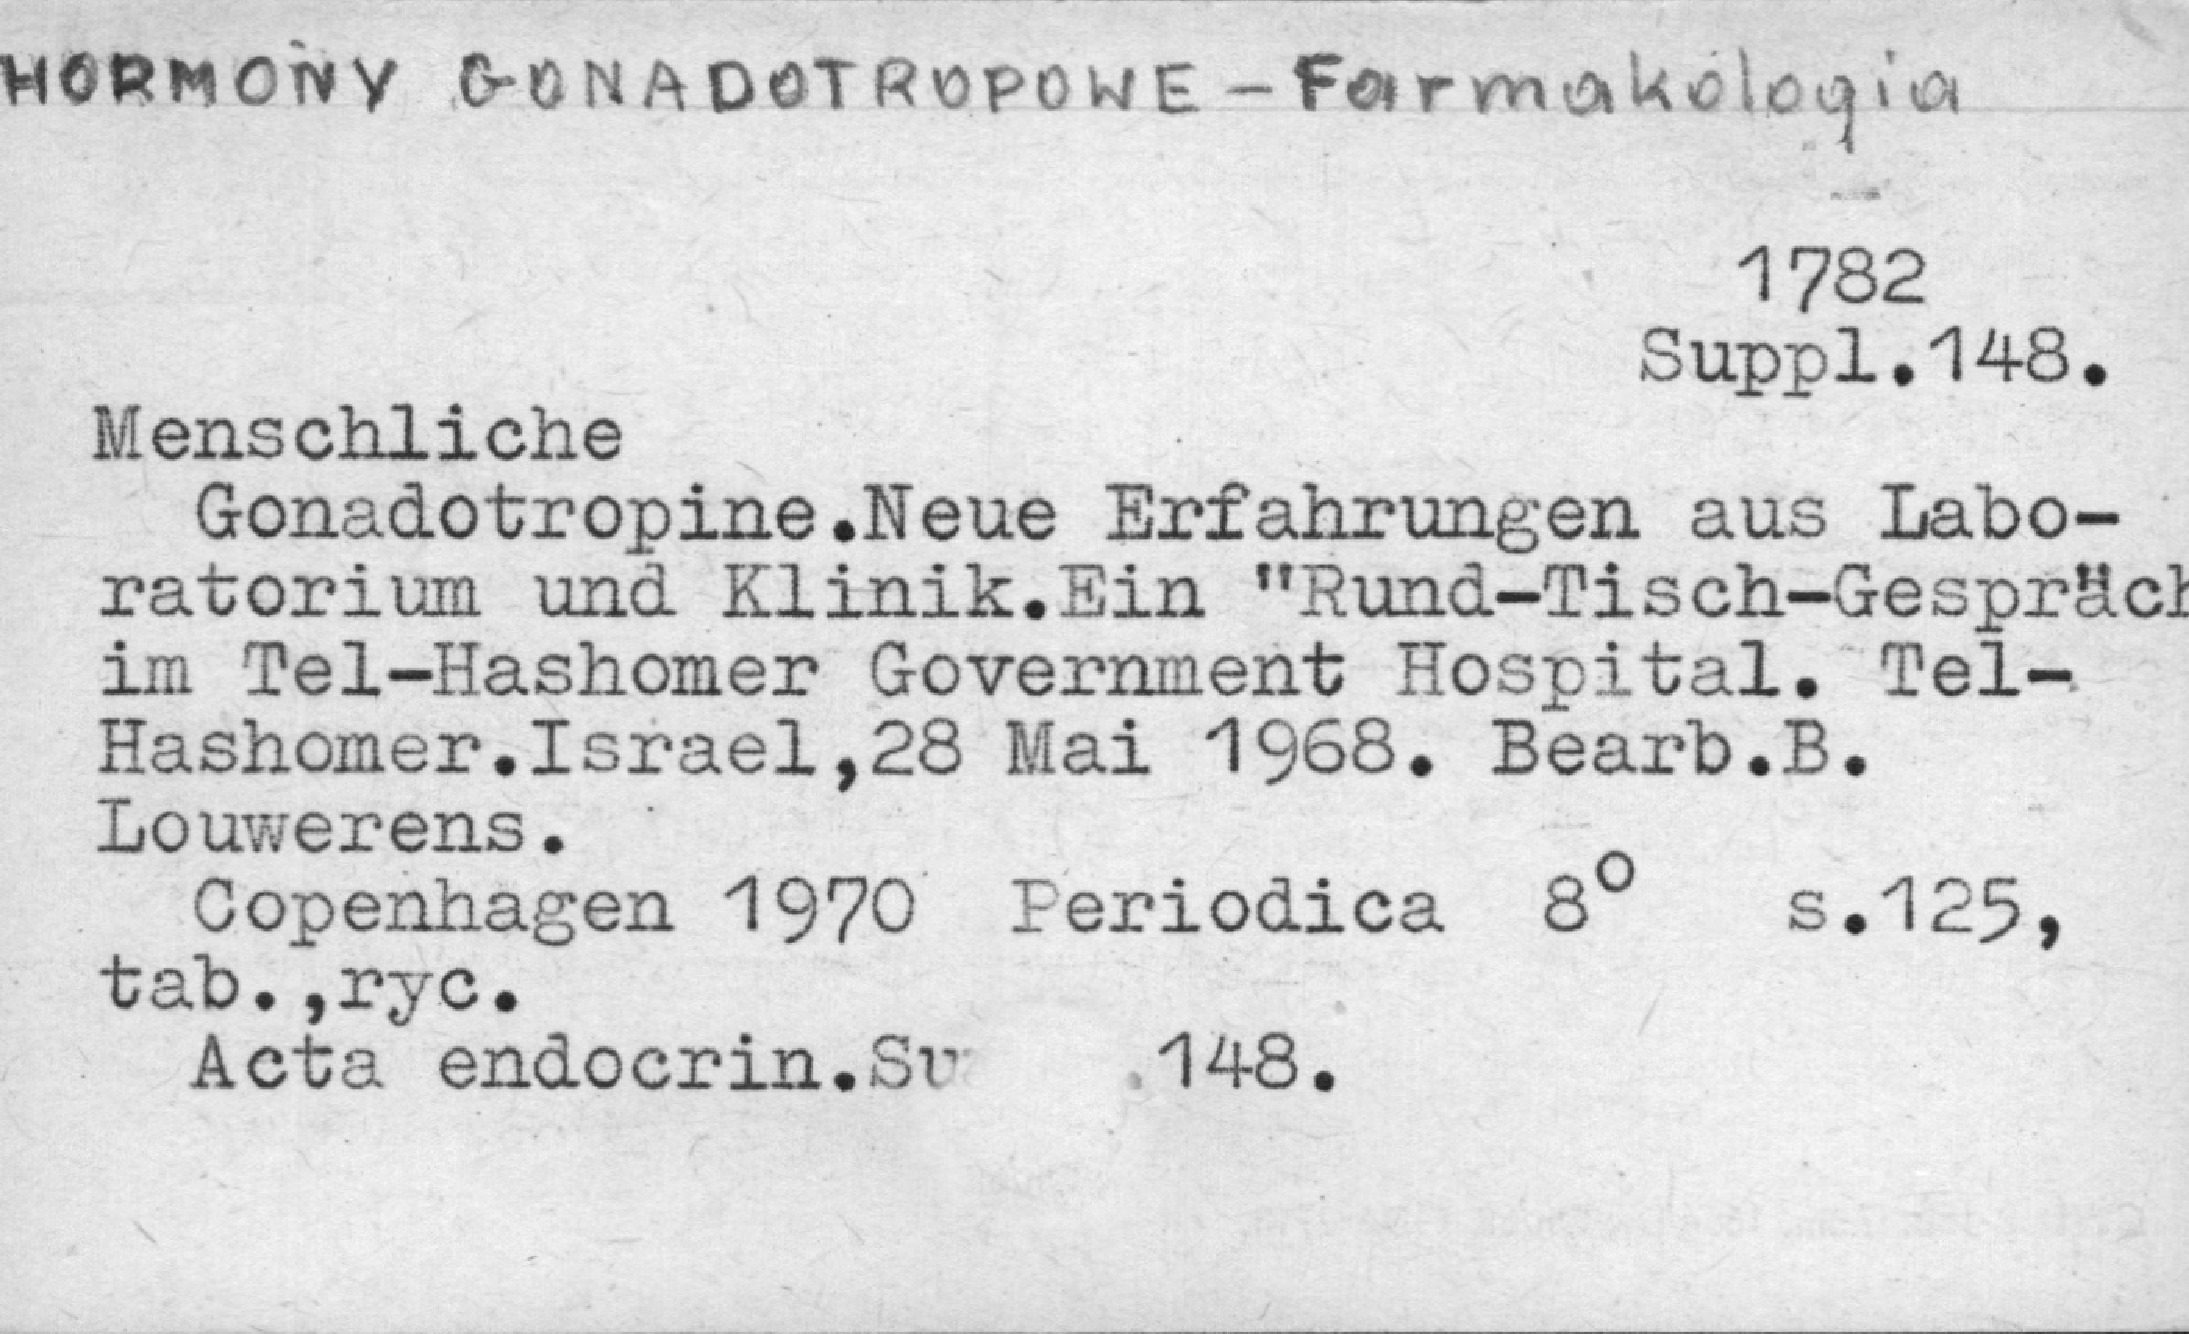 HORMONY GONADOTROPOWE - Farmakologia
1782
Suppl.148.
Menschliche
Gonadotropine.Neue Erfahrungen aus Labo-
ratorium und Klinik.Ein "Rund-Tisch-Gespräch
im Tel-Hashomer Government Hospital. Tel-
Hashomer.Israel,28 Mai 1968. Bearb.B.
Louwerens.
Copenhagen 1970 Periodica 8° s.125,
tab.,ryc.
Acta endocrin. .148.